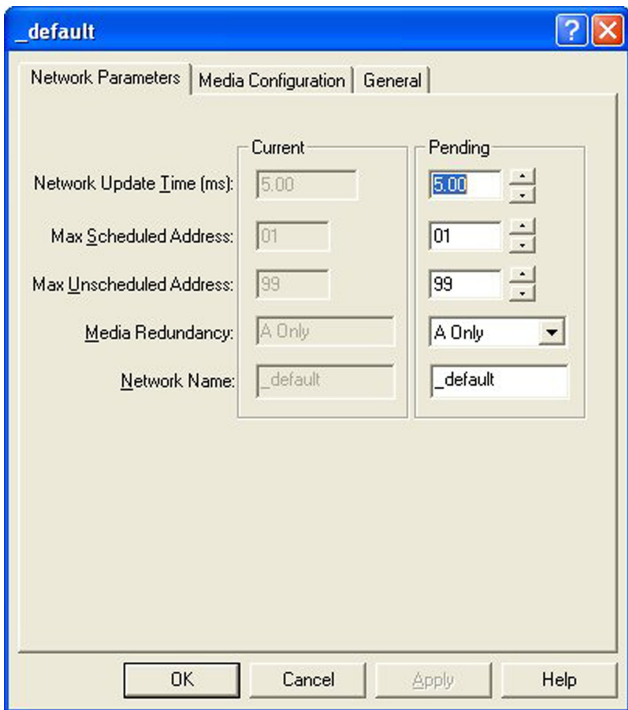 _default
Network Parameters Media Configuration General
Current Pending
Network Update Time (ms): 5.00 5.00
Max Scheduled Address: 01 01
Max Unscheduled Address: 99 99
Media Redundancy: A Only A Only
Network Name: _default _default
OK Cancel Apply Help